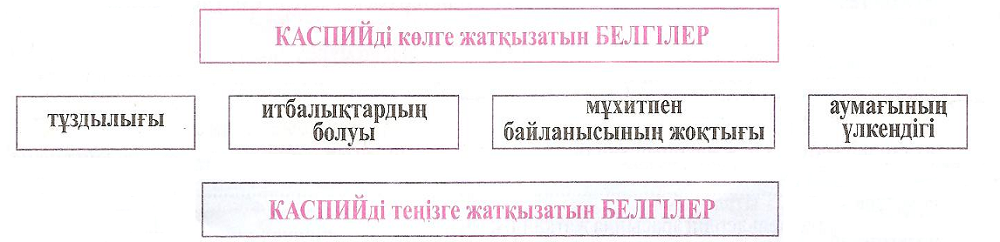 КАСПИЙді көлге жатқызатын БЕЛГІЛЕР
тұздылығы
итбалықтардың
болуы
мұхитпен
байланысының жоқтығы
аумағының
үлкендігі
КАСПИЙді теңізге жатқызатын БЕЛГІЛЕР